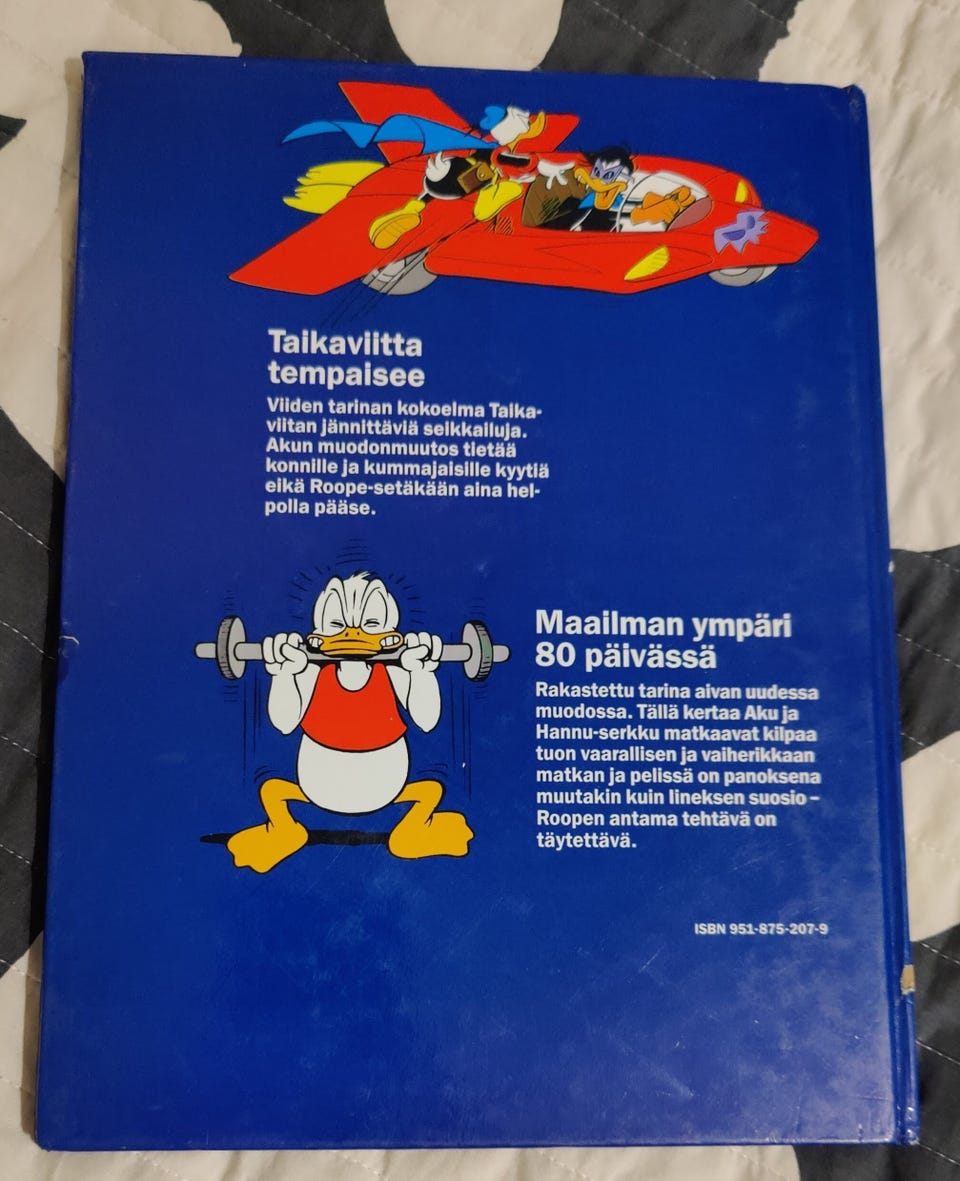 Taikaviitta
tempaisee
Viiden tarinan kokoelma Taika-
viitan jännittäviä seikkailuja.
Akun muodonmuutos tietää
konnille ja kummajaisille kyytiä
eikä Roope-setäkään aina hel-
polla pääse.
Maailman ympäri
80 päivässä
Rakastettu tarina aivan uudessa
muodossa. Tällä kertaa Aku ja
Hannu-serkku matkaavat kilpaa
tuon vaarallisen ja vaiherikkaan
matkan ja pelissä on panoksena
muutakin kuin Iineksen suosio –
Roopen antama tehtävä on
täytettävä.
ISBN 951-875-207-9